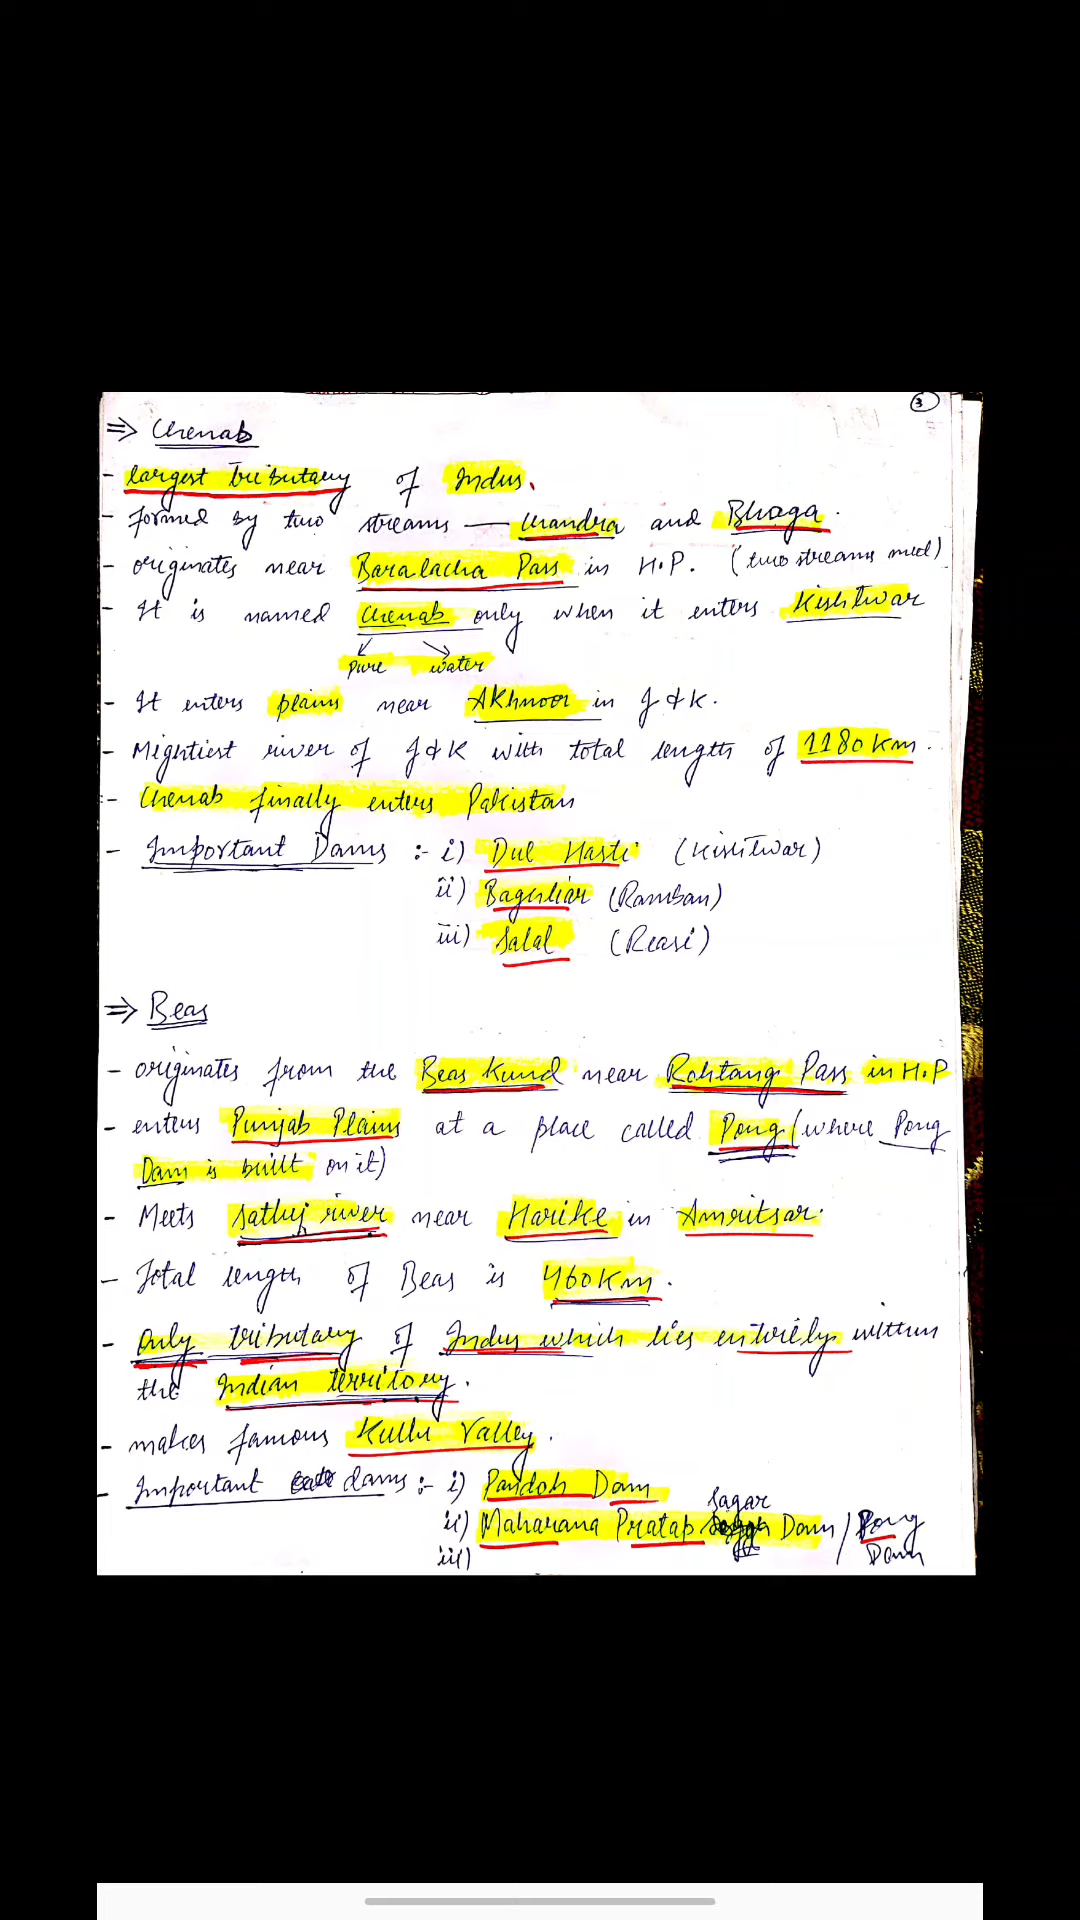 3
⇒ Chenab
- largest tributary of Indus.
- formed by two streams — Chandra and Bhaga.
- originates near Baralacha Pass in H.P. (two streams meet)
- It is named Chenab only when it enters Kishtwar
pure water
- It enters plains near Akhnoor in J&K.
- Mightiest river of J&K with total length of 1180 Km.
- Chenab finally enters Pakistan
- Important Dams :- i) Dul Hasti (Kishtwar)
ii) Baglihar (Ramban)
iii) Salal (Reasi)
⇒ Beas
- originates from the Beas Kund near Rohtang Pass in H.P
- enters Punjab Plains at a place called Pong (where Pong
Dam is built on it)
- Meets Satluj river near Harike in Amritsar.
- Total length of Beas is 460 Km.
- Only tributary of Indus which lies entirely within
the Indian territory.
- makes famous Kullu Valley.
- Important dams :- i) Pandoh Dam
ii) Maharana Pratap Sagar Dam / Pong
Dam
iii)